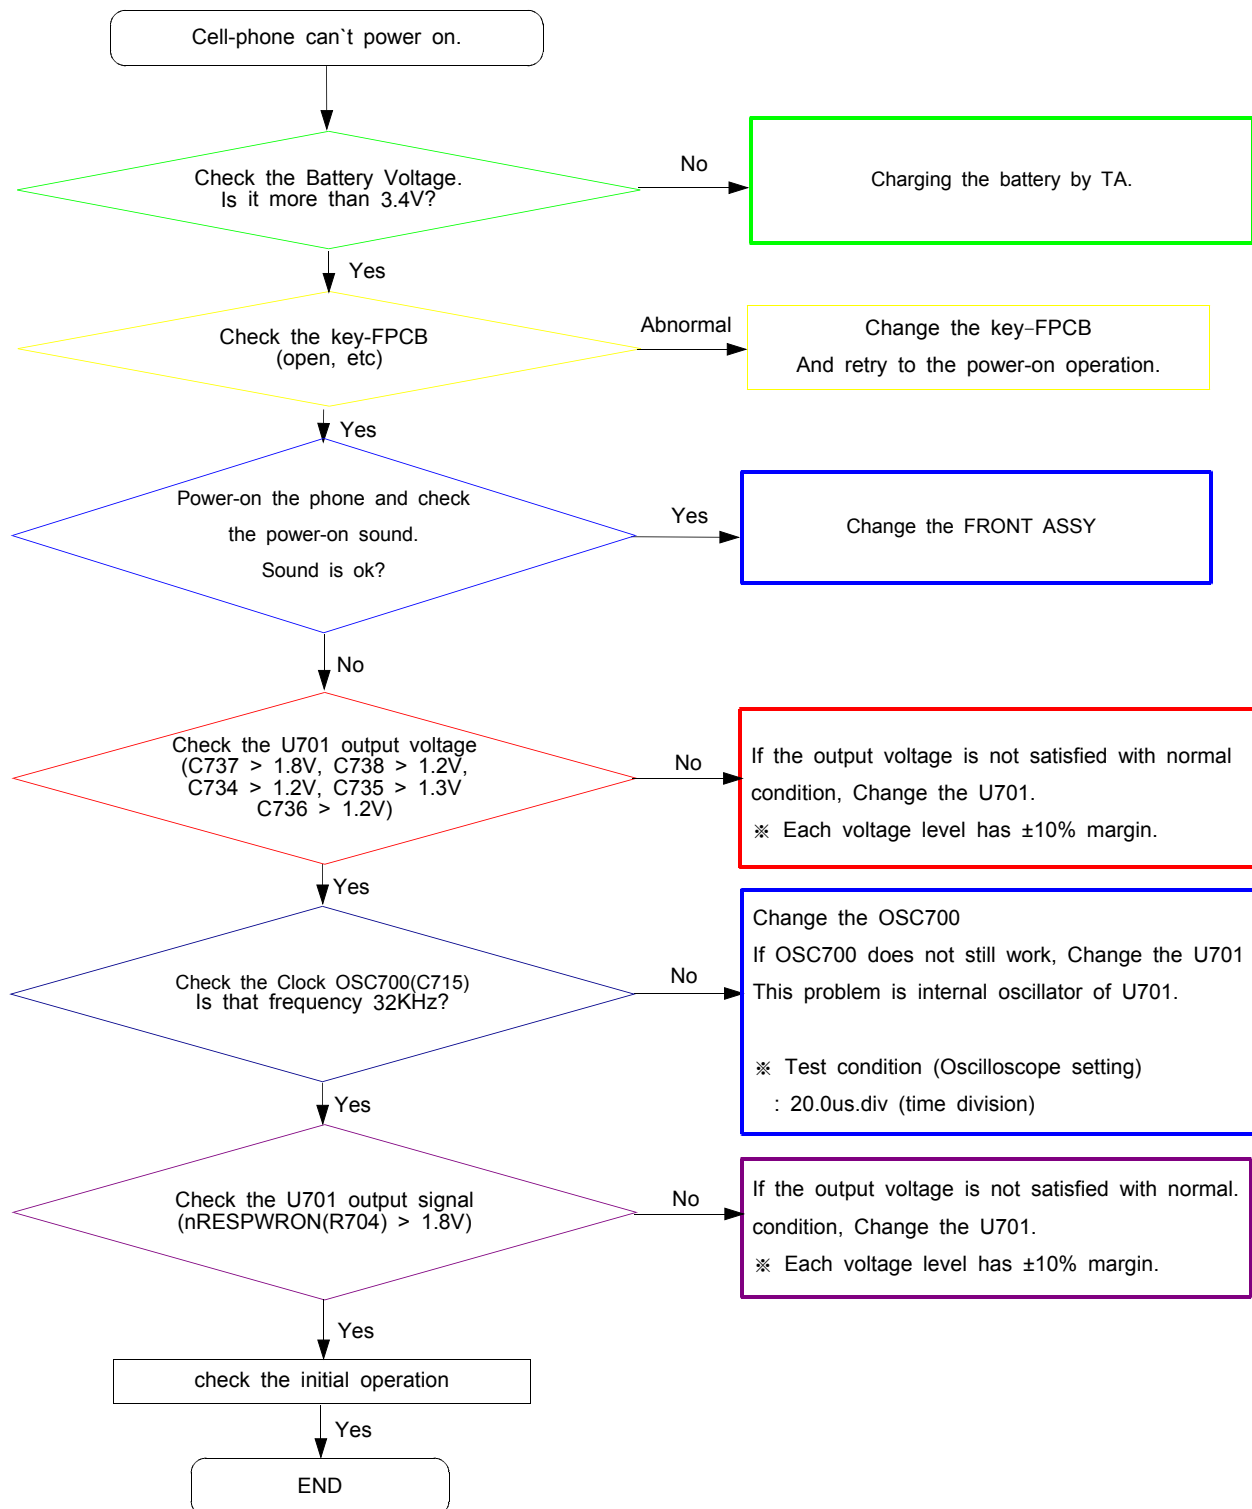 Cell-phone can`t power on.
Check the Battery Voltage.
Is it more than 3.4V?
No
Charging the battery by TA.
Yes
Check the key-FPCB
(open, etc)
Abnormal
Change the key-FPCB
And retry to the power-on operation.
Yes
Power-on the phone and check
the power-on sound.
Sound is ok?
Yes
Change the FRONT ASSY
No
Check the U701 output voltage
(C737 > 1.8V, C738 > 1.2V,
C734 > 1.2V, C735 > 1.3V
C736 > 1.2V)
No
If the output voltage is not satisfied with normal
condition, Change the U701.
※ Each voltage level has ±10% margin.
Yes
Check the Clock OSC700(C715)
Is that frequency 32KHz?
No
Change the OSC700
If OSC700 does not still work, Change the U701
This problem is internal oscillator of U701.
※ Test condition (Oscilloscope setting)
: 20.0us.div (time division)
Yes
Check the U701 output signal
(nRESPWRON(R704) > 1.8V)
No
If the output voltage is not satisfied with normal.
condition, Change the U701.
※ Each voltage level has ±10% margin.
Yes
check the initial operation
Yes
END